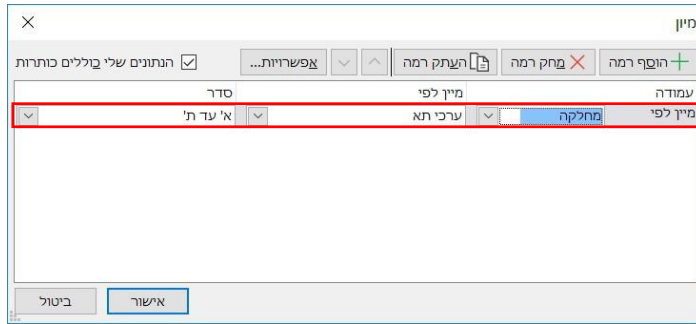 מיון
הוסף רמה מחק רמה העתק רמה אפשרויות... הנתונים שלי כוללים כותרות
עמודה מיין לפי סדר
מיין לפי מחלקה ערכי תא א' עד ת'
אישור ביטול